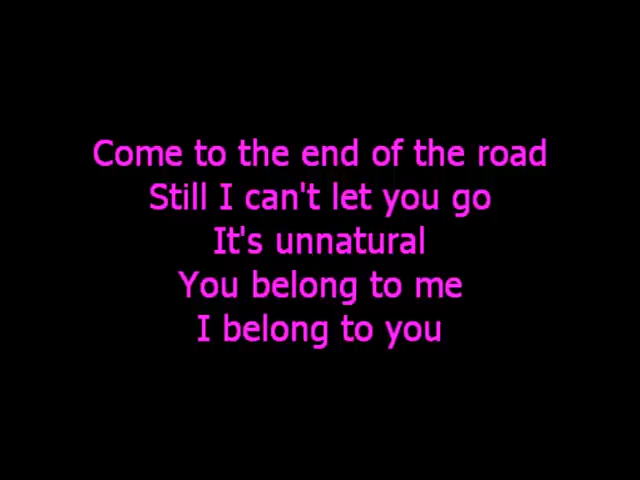 Come to the end of the road
Still I can't let you go
It's unnatural
You belong to me
I belong to you